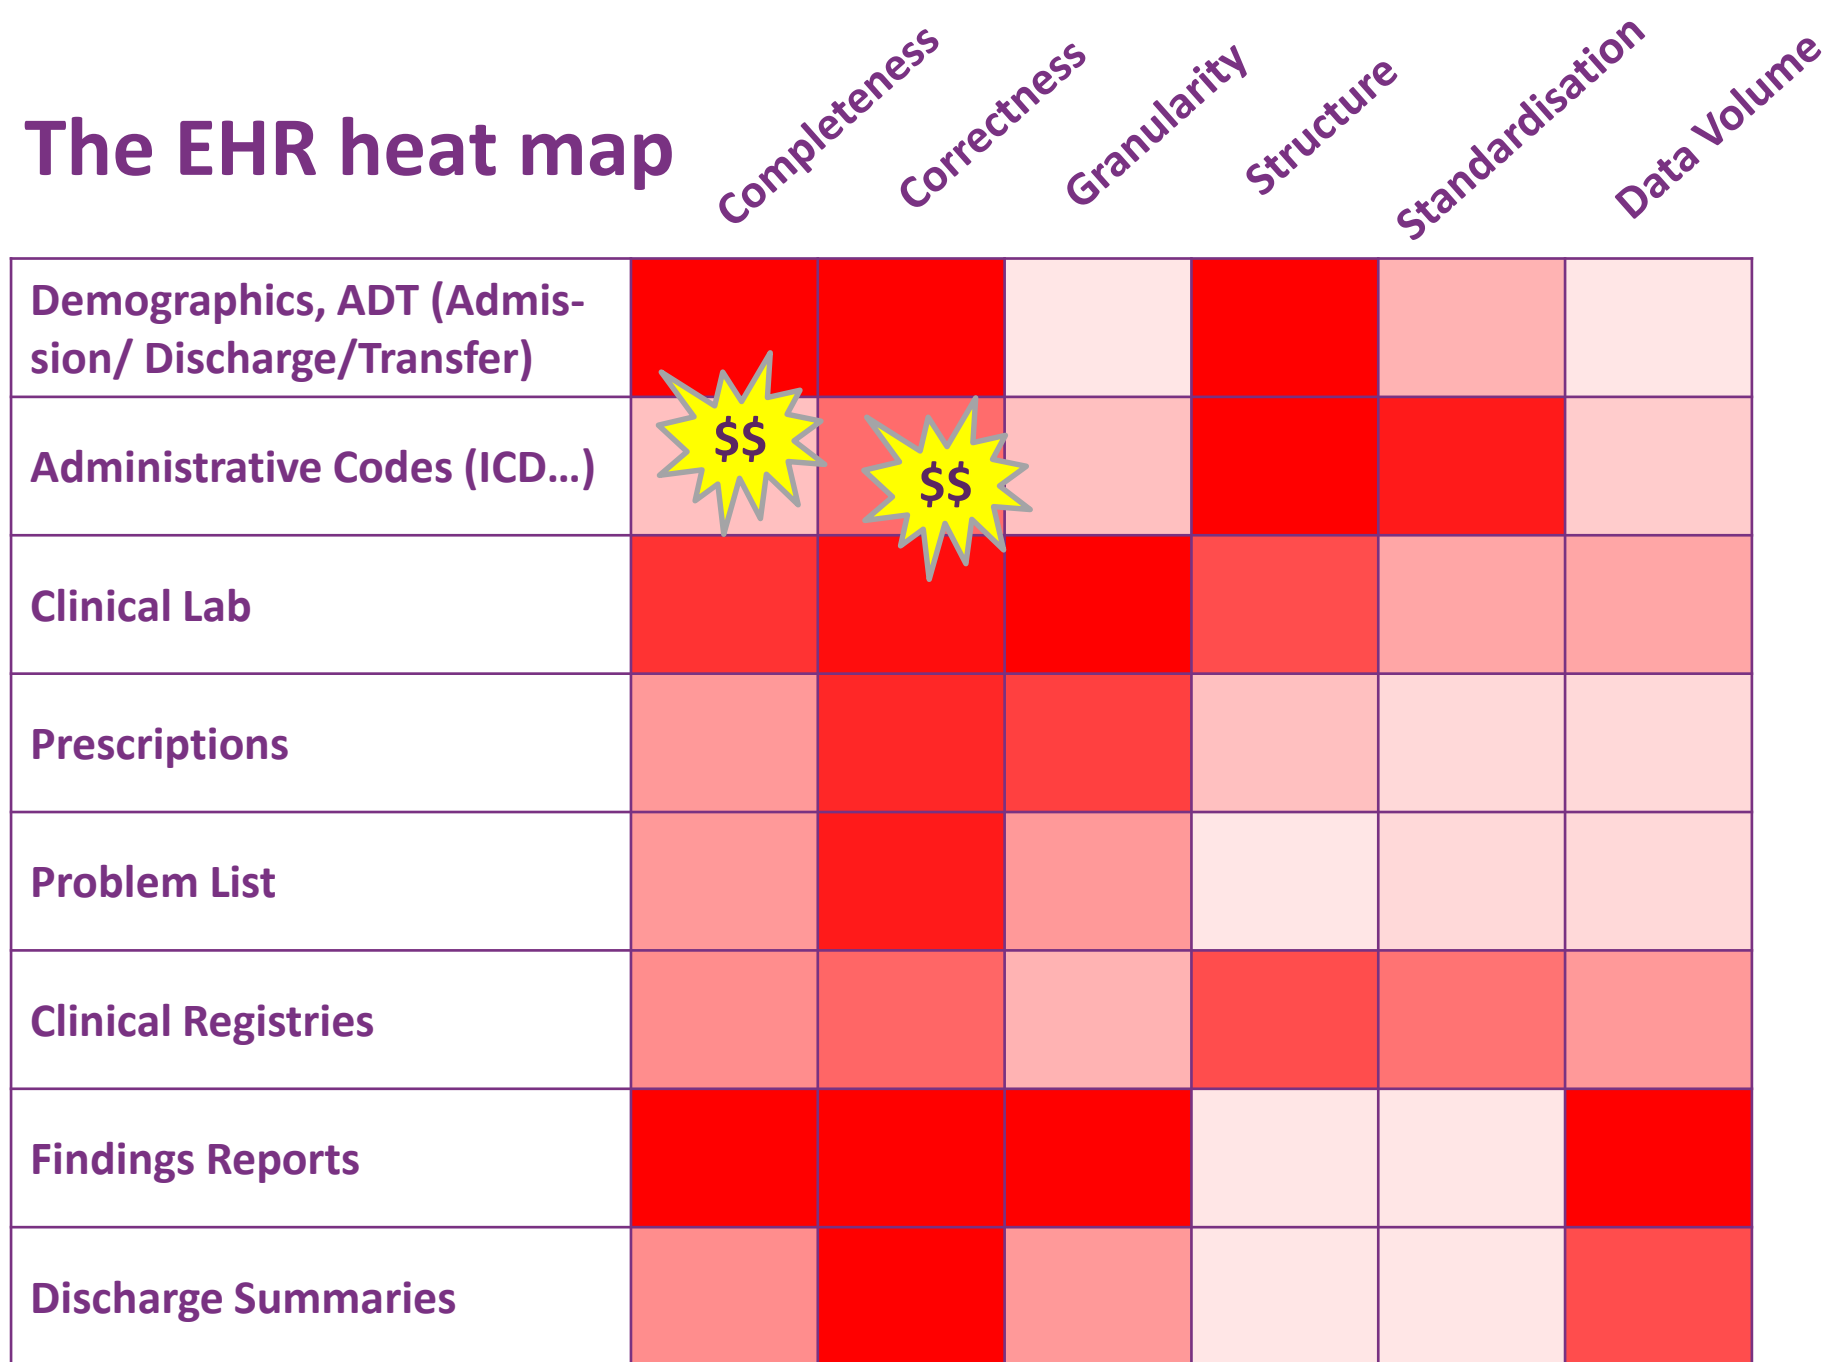 The EHR heat map
Completeness
Correctness
Granularity
Structure
Standardisation
Data Volume
Demographics, ADT (Admis-
sion/ Discharge/Transfer)
$$
Administrative Codes (ICD...)
$$
Clinical Lab
Prescriptions
Problem List
Clinical Registries
Findings Reports
Discharge Summaries